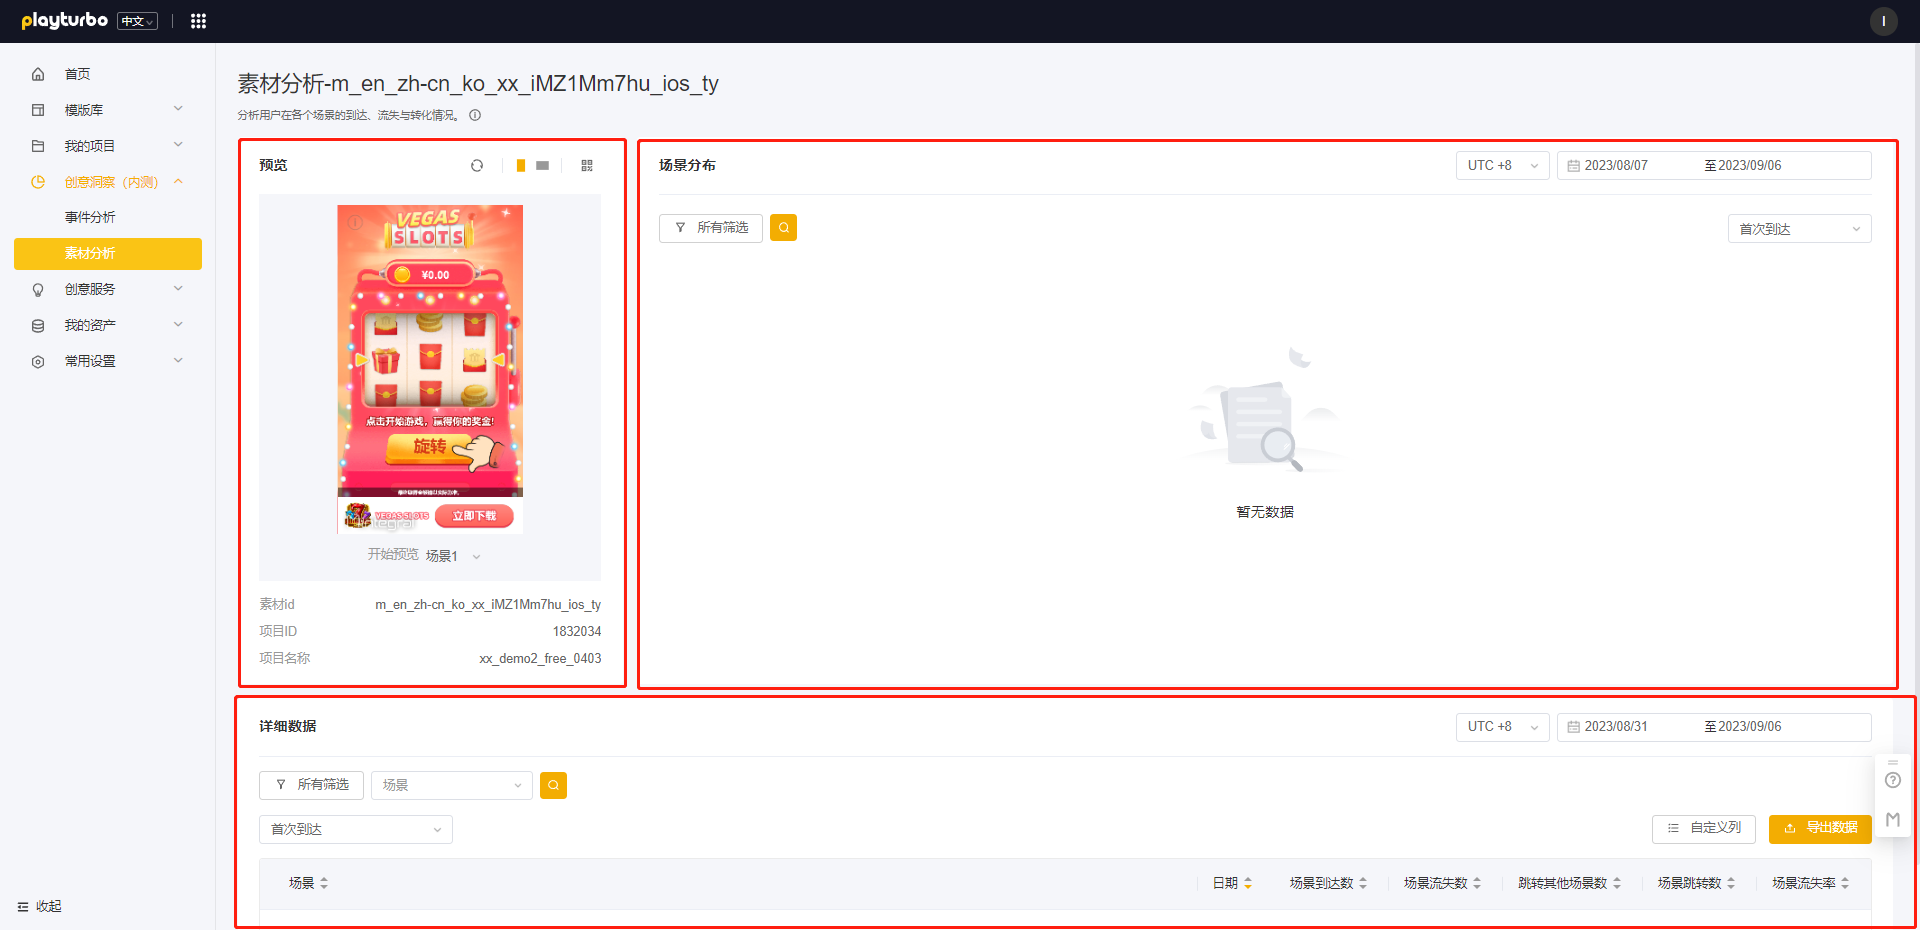 playturbo 中文
I
首页
模版库
我的项目
创意洞察（内测）
事件分析
素材分析
创意服务
我的资产
常用设置
收起
素材分析-m_en_zh-cn_ko_xx_iMZ1Mm7hu_ios_ty
分析用户在各个场景的到达、流失与转化情况。
预览
VEGAS
SLOTS
¥0.00
点击开始游戏，赢得你的奖金!
旋转
VEGAS SLOTS
立即下载
开始预览 场景1
素材id m_en_zh-cn_ko_xx_iMZ1Mm7hu_ios_ty
项目ID 1832034
项目名称 xx_demo2_free_0403
场景分布 UTC +8 2023/08/07 至2023/09/06
所有筛选 首次到达
暂无数据
详细数据 UTC +8 2023/08/31 至2023/09/06
所有筛选 场景
首次到达 自定义列 导出数据
场景 日期 场景到达数 场景流失数 跳转其他场景数 场景跳转数 场景流失率